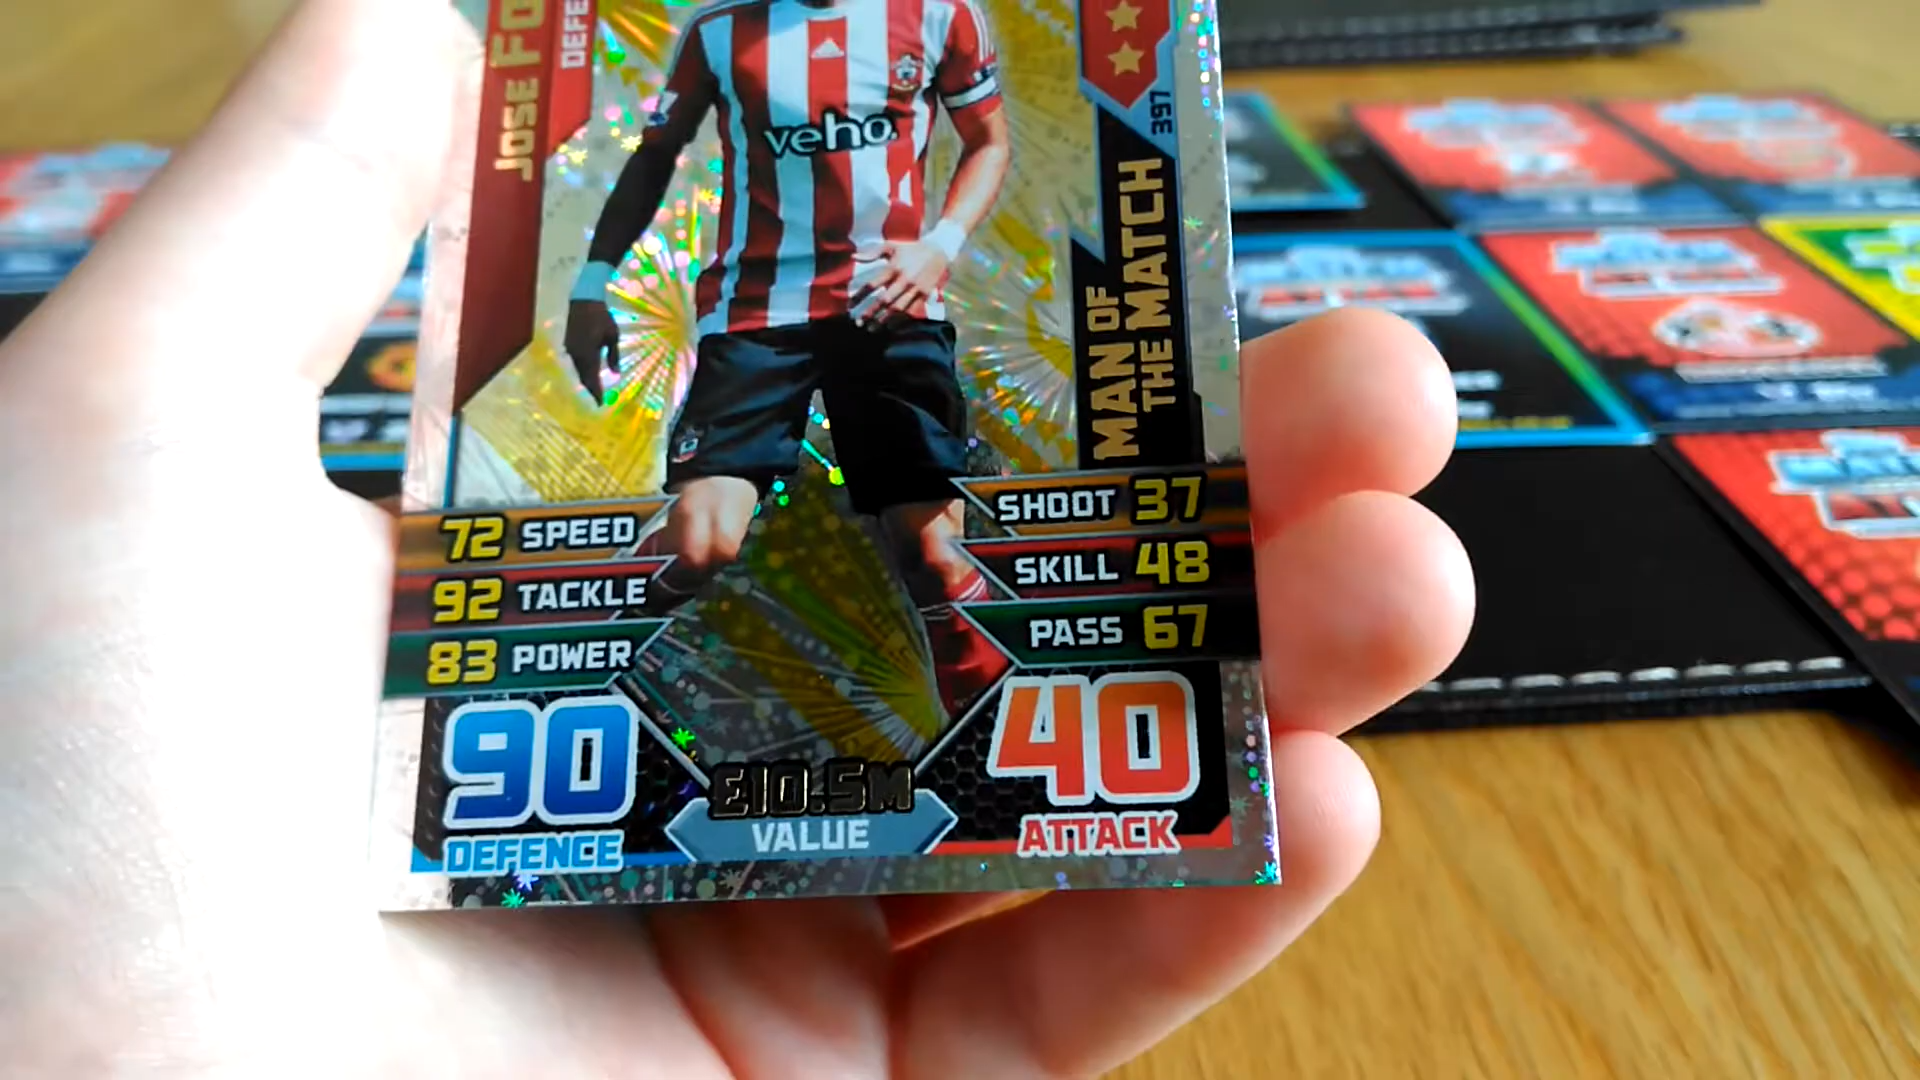 JOSE FO
DEFE
veho
397
MAN OF
THE MATCH
72 SPEED
92 TACKLE
83 POWER
SHOOT 37
SKILL 48
PASS 67
90
DEFENCE
£10.5M
VALUE
40
ATTACK